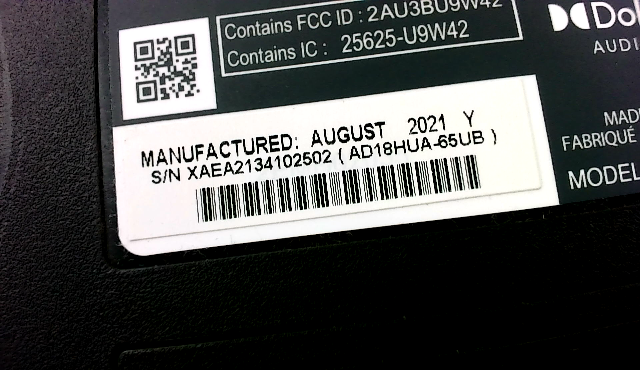 Contains FCC ID : 2AU3BU9W42
Contains IC : 25625-U9W42
AUDI
MAD
FABRIQUÉ
MODEL
MANUFACTURED: AUGUST 2021 Y
S/N XAEA2134102502 ( AD18HUA-65UB )